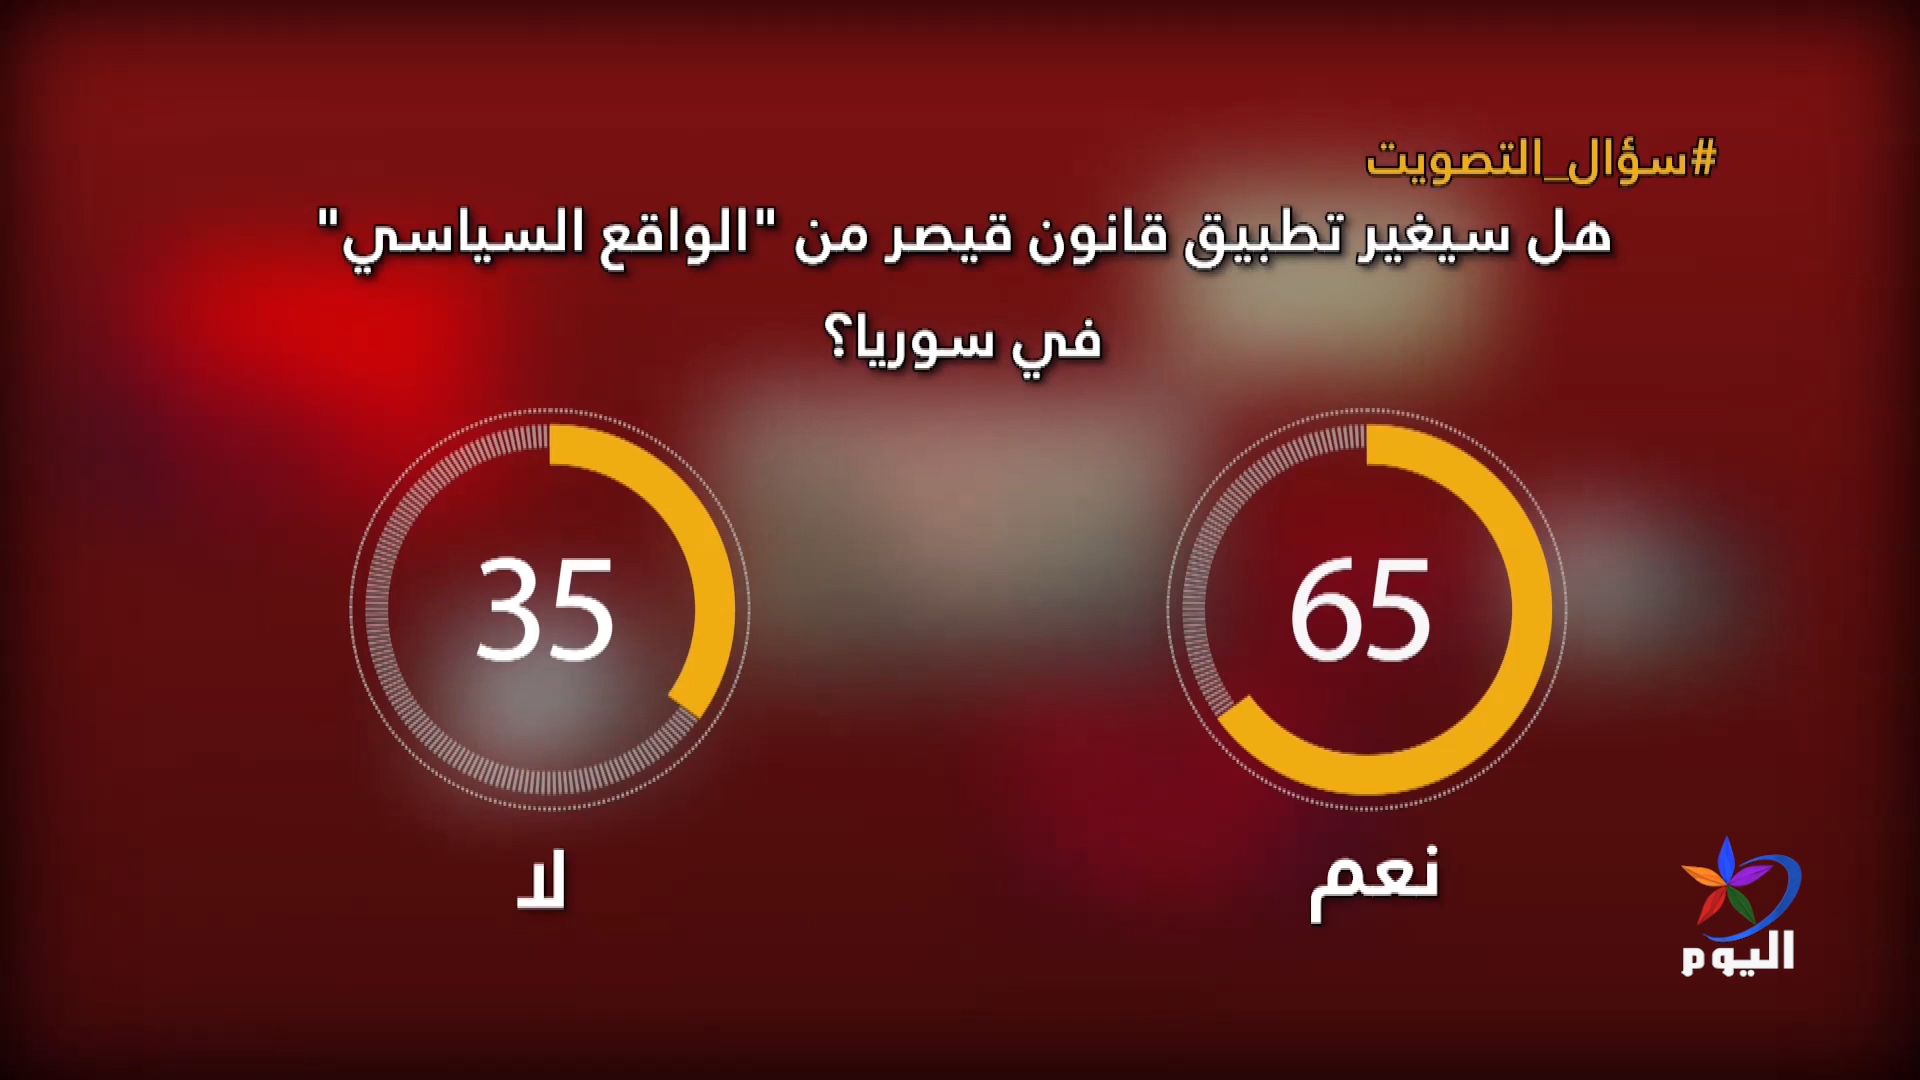 #سؤال_التصويت
هل سيغير تطبيق قانون قيصر من "الواقع السياسي"
في سوريا؟
65
35
نعم
لا
اليوم